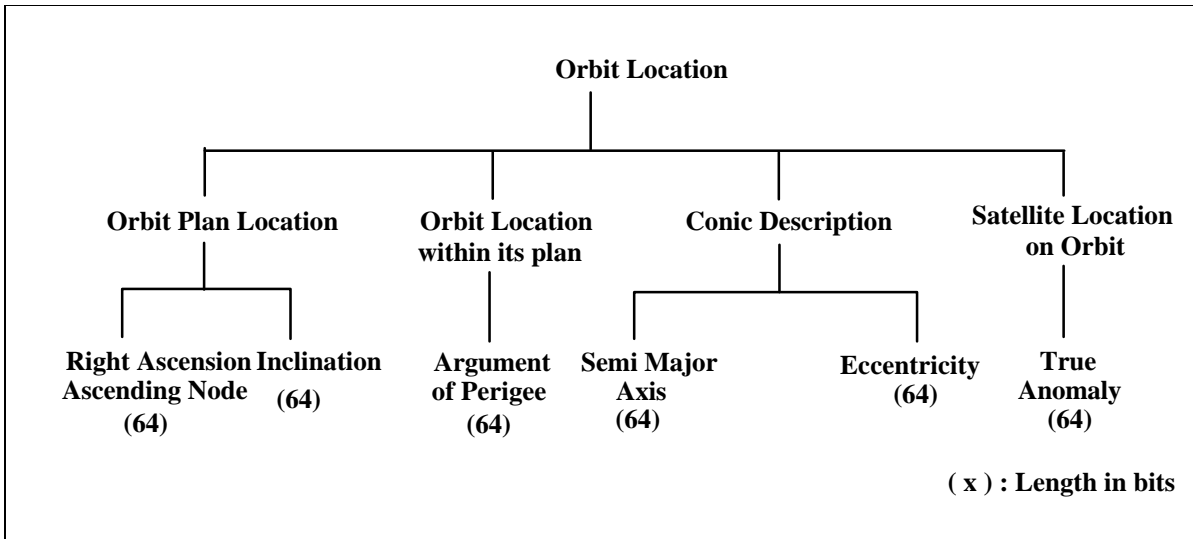 Orbit Location
Orbit Plan Location
Orbit Location
within its plan
Conic Description
Satellite Location
on Orbit
Right Ascension
Ascending Node
(64)
Inclination
(64)
Argument
of Perigee
(64)
Semi Major
Axis
(64)
Eccentricity
(64)
True
Anomaly
(64)
( x ) : Length in bits